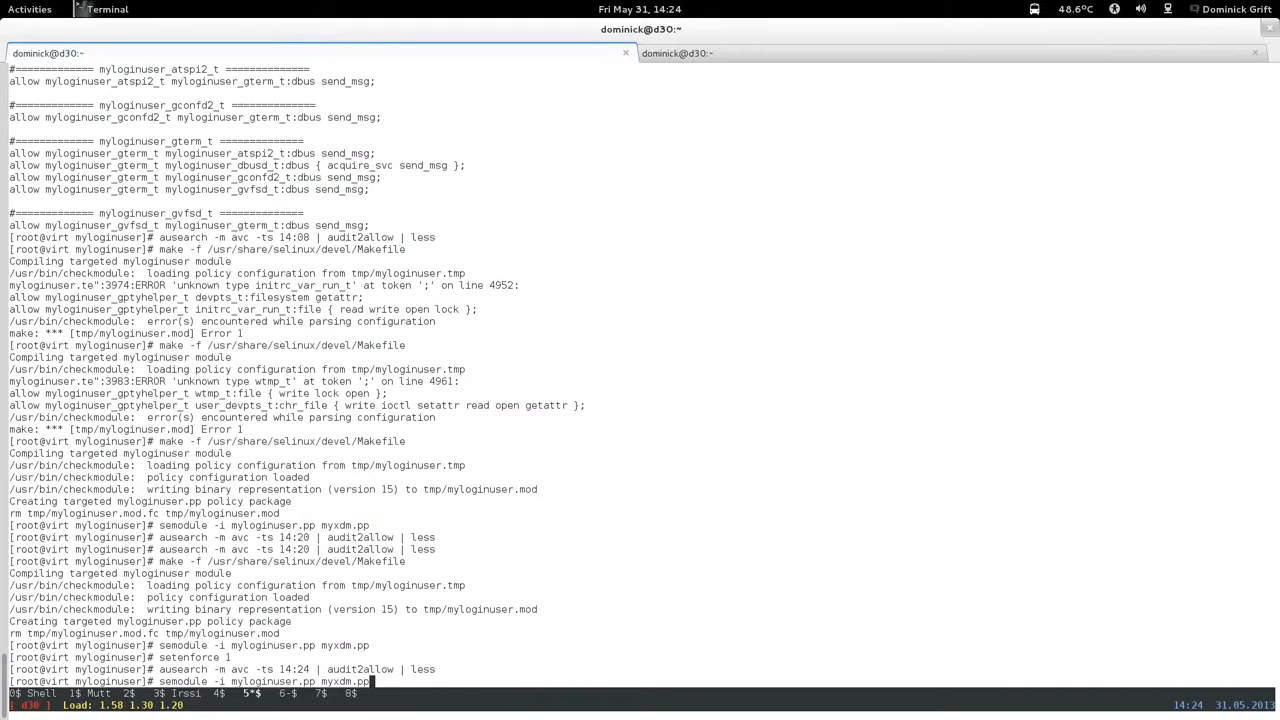 Activities Terminal Fri May 31, 14:24 48.6°C Dominick Grift
dominick@d30:~
dominick@d30:~ dominick@d30:~
#============= myloginuser_atspi2_t ==============
allow myloginuser_atspi2_t myloginuser_gterm_t:dbus send_msg;
#============= myloginuser_gconfd2_t ==============
allow myloginuser_gconfd2_t myloginuser_gterm_t:dbus send_msg;
#============= myloginuser_gterm_t ==============
allow myloginuser_gterm_t myloginuser_atspi2_t:dbus send_msg;
allow myloginuser_gterm_t myloginuser_dbusd_t:dbus { acquire_svc send_msg };
allow myloginuser_gterm_t myloginuser_gconfd2_t:dbus send_msg;
allow myloginuser_gterm_t myloginuser_gvfsd_t:dbus send_msg;
#============= myloginuser_gvfsd_t ==============
allow myloginuser_gvfsd_t myloginuser_gterm_t:dbus send_msg;
[root@virt myloginuser]# ausearch -m avc -ts 14:08 | audit2allow | less
[root@virt myloginuser]# make -f /usr/share/selinux/devel/Makefile
Compiling targeted myloginuser module
/usr/bin/checkmodule:  loading policy configuration from tmp/myloginuser.tmp
myloginuser.te":3974:ERROR 'unknown type initrc_var_run_t' at token ';' on line 4952:
allow myloginuser_gptyhelper_t devpts_t:filesystem getattr;
allow myloginuser_gptyhelper_t initrc_var_run_t:file { read write open lock };
/usr/bin/checkmodule:  error(s) encountered while parsing configuration
make: *** [tmp/myloginuser.mod] Error 1
[root@virt myloginuser]# make -f /usr/share/selinux/devel/Makefile
Compiling targeted myloginuser module
/usr/bin/checkmodule:  loading policy configuration from tmp/myloginuser.tmp
myloginuser.te":3983:ERROR 'unknown type wtmp_t' at token ';' on line 4961:
allow myloginuser_gptyhelper_t wtmp_t:file { write lock open };
allow myloginuser_gptyhelper_t user_devpts_t:chr_file { write ioctl setattr read open getattr };
/usr/bin/checkmodule:  error(s) encountered while parsing configuration
make: *** [tmp/myloginuser.mod] Error 1
[root@virt myloginuser]# make -f /usr/share/selinux/devel/Makefile
Compiling targeted myloginuser module
/usr/bin/checkmodule:  loading policy configuration from tmp/myloginuser.tmp
/usr/bin/checkmodule:  policy configuration loaded
/usr/bin/checkmodule:  writing binary representation (version 15) to tmp/myloginuser.mod
Creating targeted myloginuser.pp policy package
rm tmp/myloginuser.mod.fc tmp/myloginuser.mod
[root@virt myloginuser]# semodule -i myloginuser.pp myxdm.pp
[root@virt myloginuser]# ausearch -m avc -ts 14:20 | audit2allow | less
[root@virt myloginuser]# ausearch -m avc -ts 14:20 | audit2allow | less
[root@virt myloginuser]# make -f /usr/share/selinux/devel/Makefile
Compiling targeted myloginuser module
/usr/bin/checkmodule:  loading policy configuration from tmp/myloginuser.tmp
/usr/bin/checkmodule:  policy configuration loaded
/usr/bin/checkmodule:  writing binary representation (version 15) to tmp/myloginuser.mod
Creating targeted myloginuser.pp policy package
rm tmp/myloginuser.mod.fc tmp/myloginuser.mod
[root@virt myloginuser]# semodule -i myloginuser.pp myxdm.pp
[root@virt myloginuser]# setenforce 1
[root@virt myloginuser]# ausearch -m avc -ts 14:24 | audit2allow | less
[root@virt myloginuser]# semodule -i myloginuser.pp myxdm.pp
0$ Shell  1$ Mutt  2$  3$ Irssi  4$  5*$  6-$  7$  8$
[ d30 ]  Load: 1.58 1.30 1.20 14:24 31.05.2013